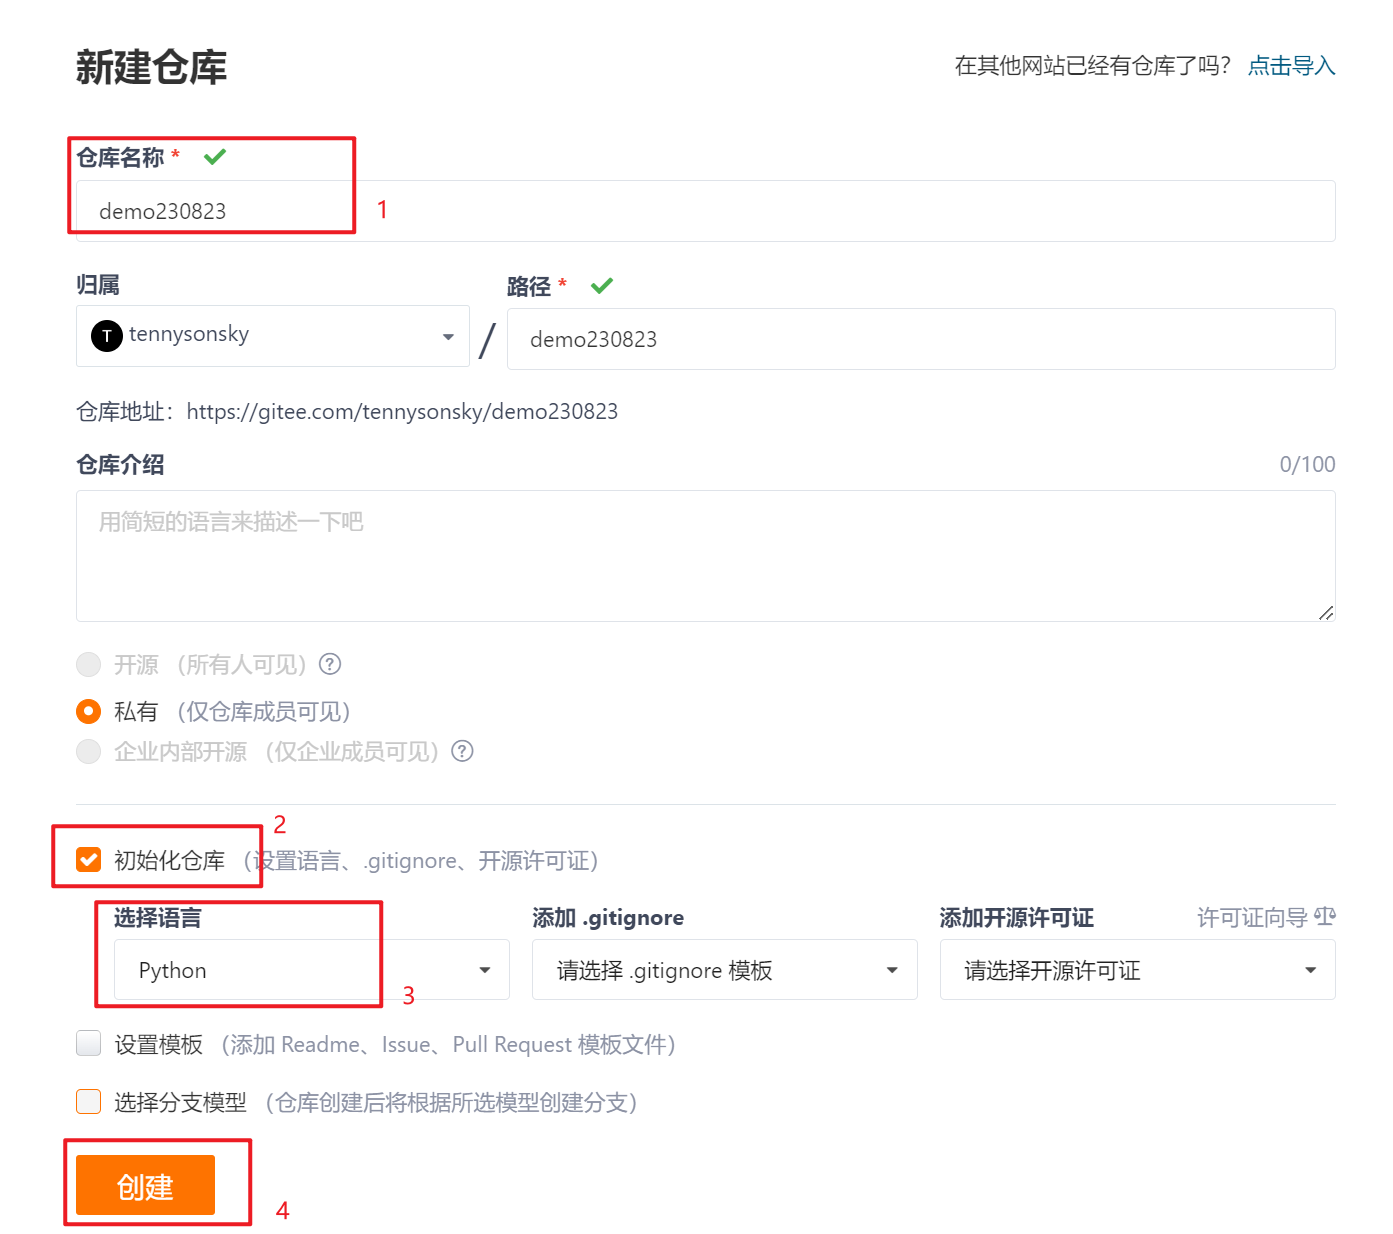 新建仓库
在其他网站已经有仓库了吗？ 点击导入
仓库名称 *
demo230823
1
归属
路径 *
T tennysonsky
/
demo230823
仓库地址：https://gitee.com/tennysonsky/demo230823
仓库介绍
0/100
用简短的语言来描述一下吧
开源 （所有人可见） ?
私有 （仅仓库成员可见）
企业内部开源 （仅企业成员可见） ?
2
初始化仓库 （设置语言、.gitignore、开源许可证）
选择语言
添加 .gitignore
添加开源许可证
许可证向导
Python
请选择 .gitignore 模板
请选择开源许可证
3
设置模板 （添加 Readme、Issue、Pull Request 模板文件）
选择分支模型 （仓库创建后将根据所选模型创建分支）
创建
4